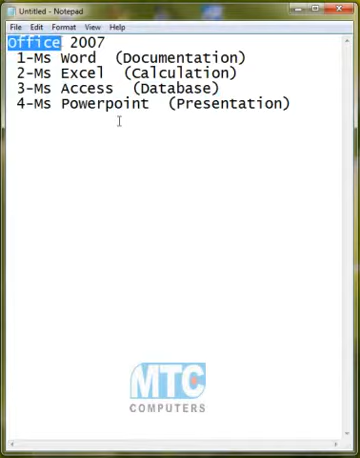 Untitled - Notepad
File Edit Format View Help
Office 2007
1-Ms Word (Documentation)
2-Ms Excel (Calculation)
3-Ms Access (Database)
4-Ms Powerpoint (Presentation)
MTC
COMPUTERS